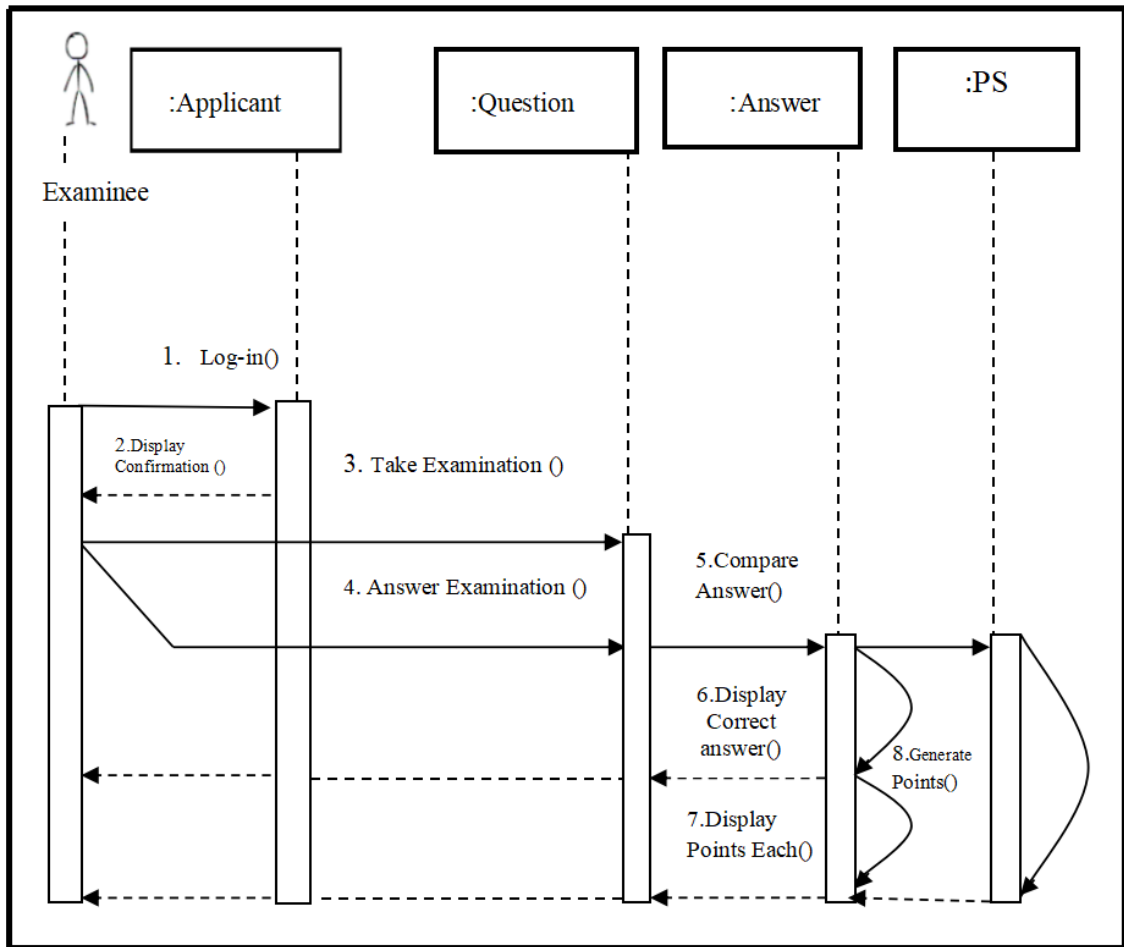 :Applicant
:Question
:Answer
:PS
Examinee
1. Log-in()
2.Display
Confirmation ()
3. Take Examination ()
4. Answer Examination ()
5.Compare
Answer()
6.Display
Correct
answer()
8.Generate
Points()
7.Display
Points Each()